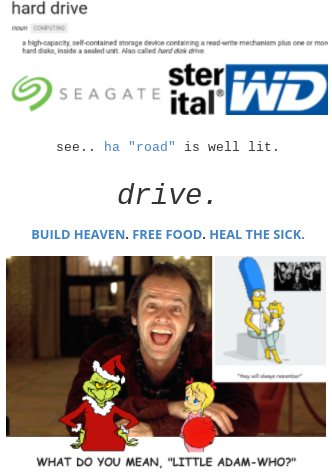 hard drive
noun COMPUTING
a high-capacity, self-contained storage device containing a read-write mechanism plus one or more
hard disks, inside a sealed unit. Also called hard disk drive.
SEAGATE
ster
ital
WD
see.. ha "road" is well lit.
drive.
BUILD HEAVEN. FREE FOOD. HEAL THE SICK.
"they will always remember"
WHAT DO YOU MEAN, "LITTLE ADAM-WHO?"